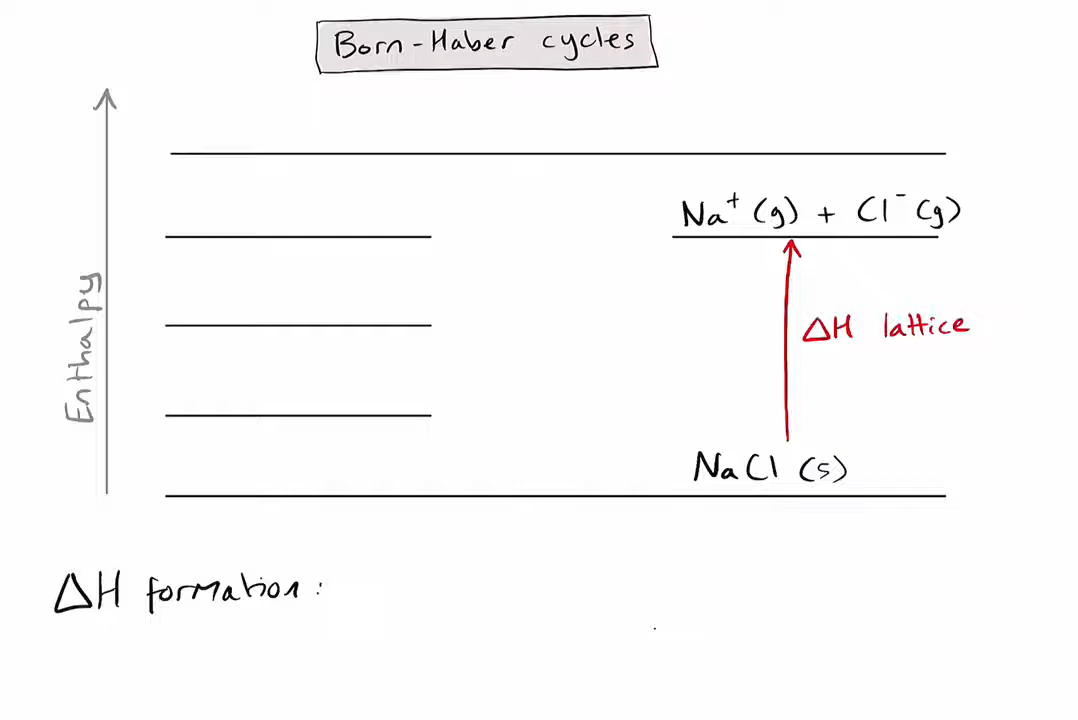 Born-Haber cycles
Enthalpy
Na⁺ (g) + Cl⁻ (g)
ΔH lattice
NaCl (s)
ΔH formation: